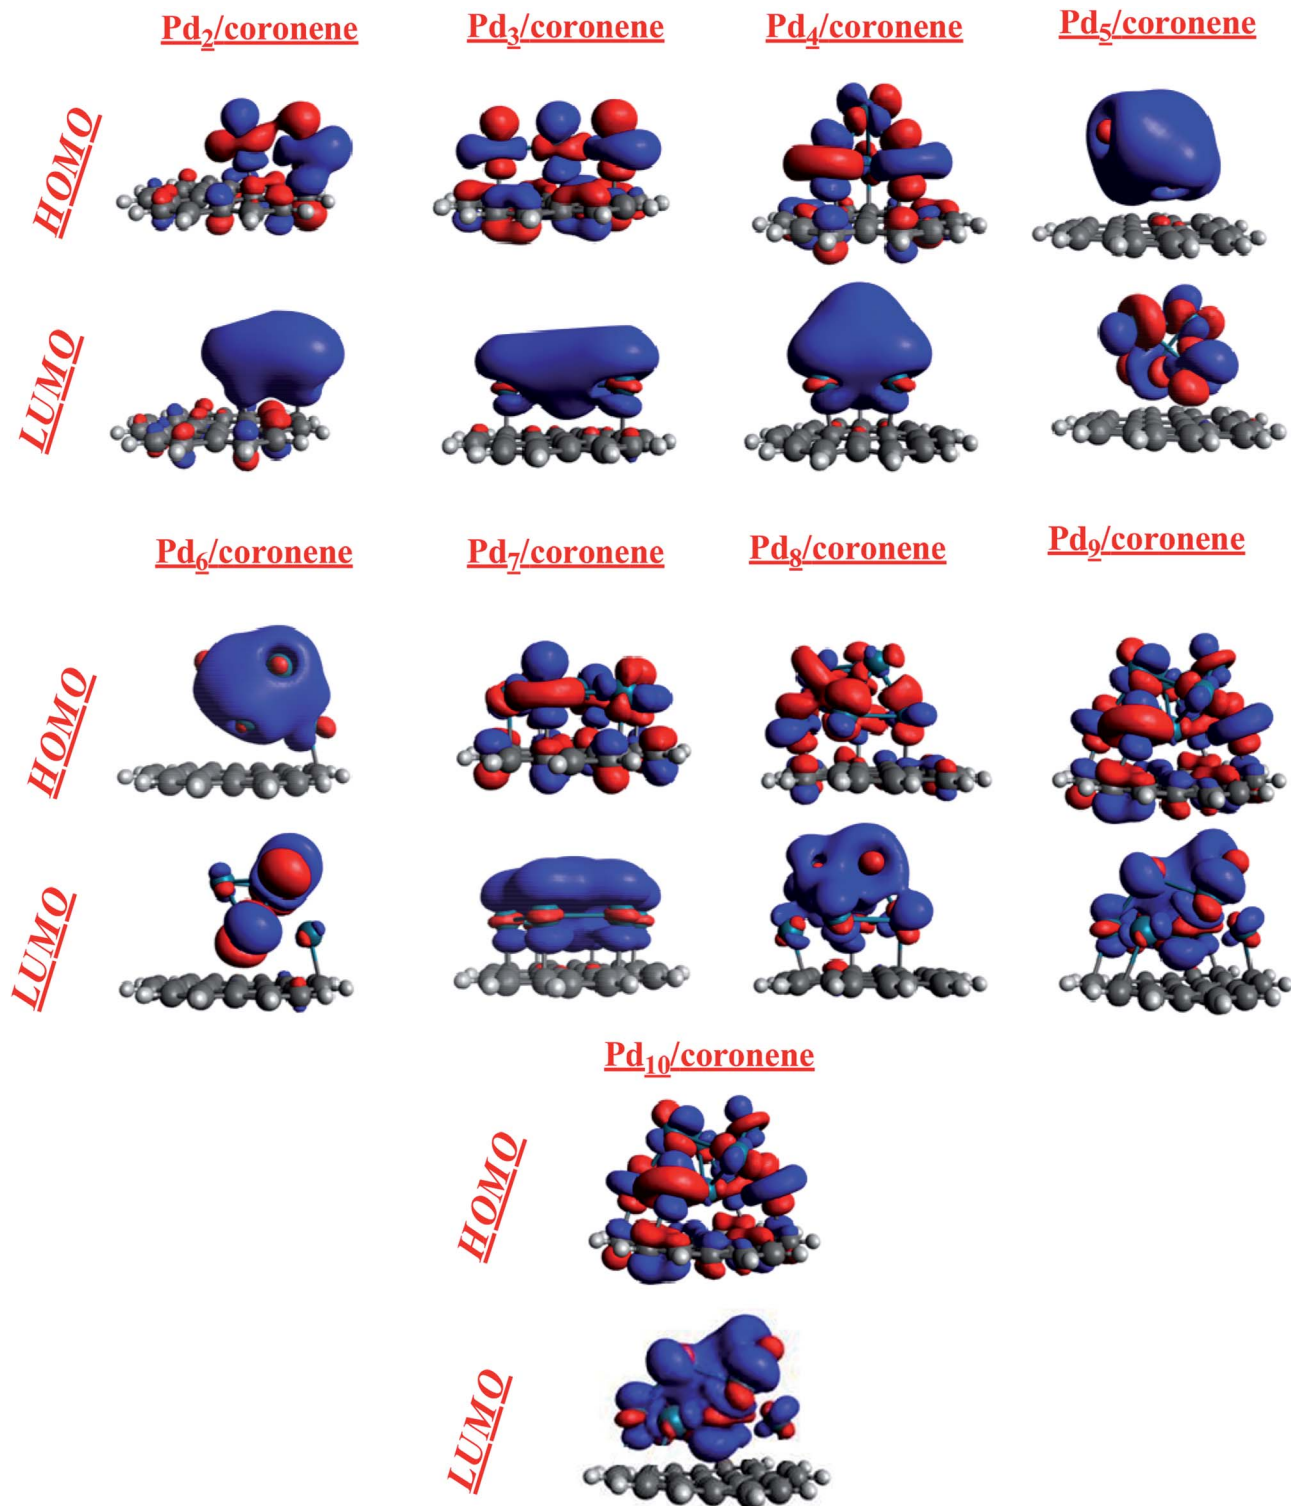 Pd2/coronene Pd3/coronene Pd4/coronene Pd5/coronene
HOMO
LUMO
Pd6/coronene Pd7/coronene Pd8/coronene Pd9/coronene
HOMO
LUMO
Pd10/coronene
HOMO
LUMO